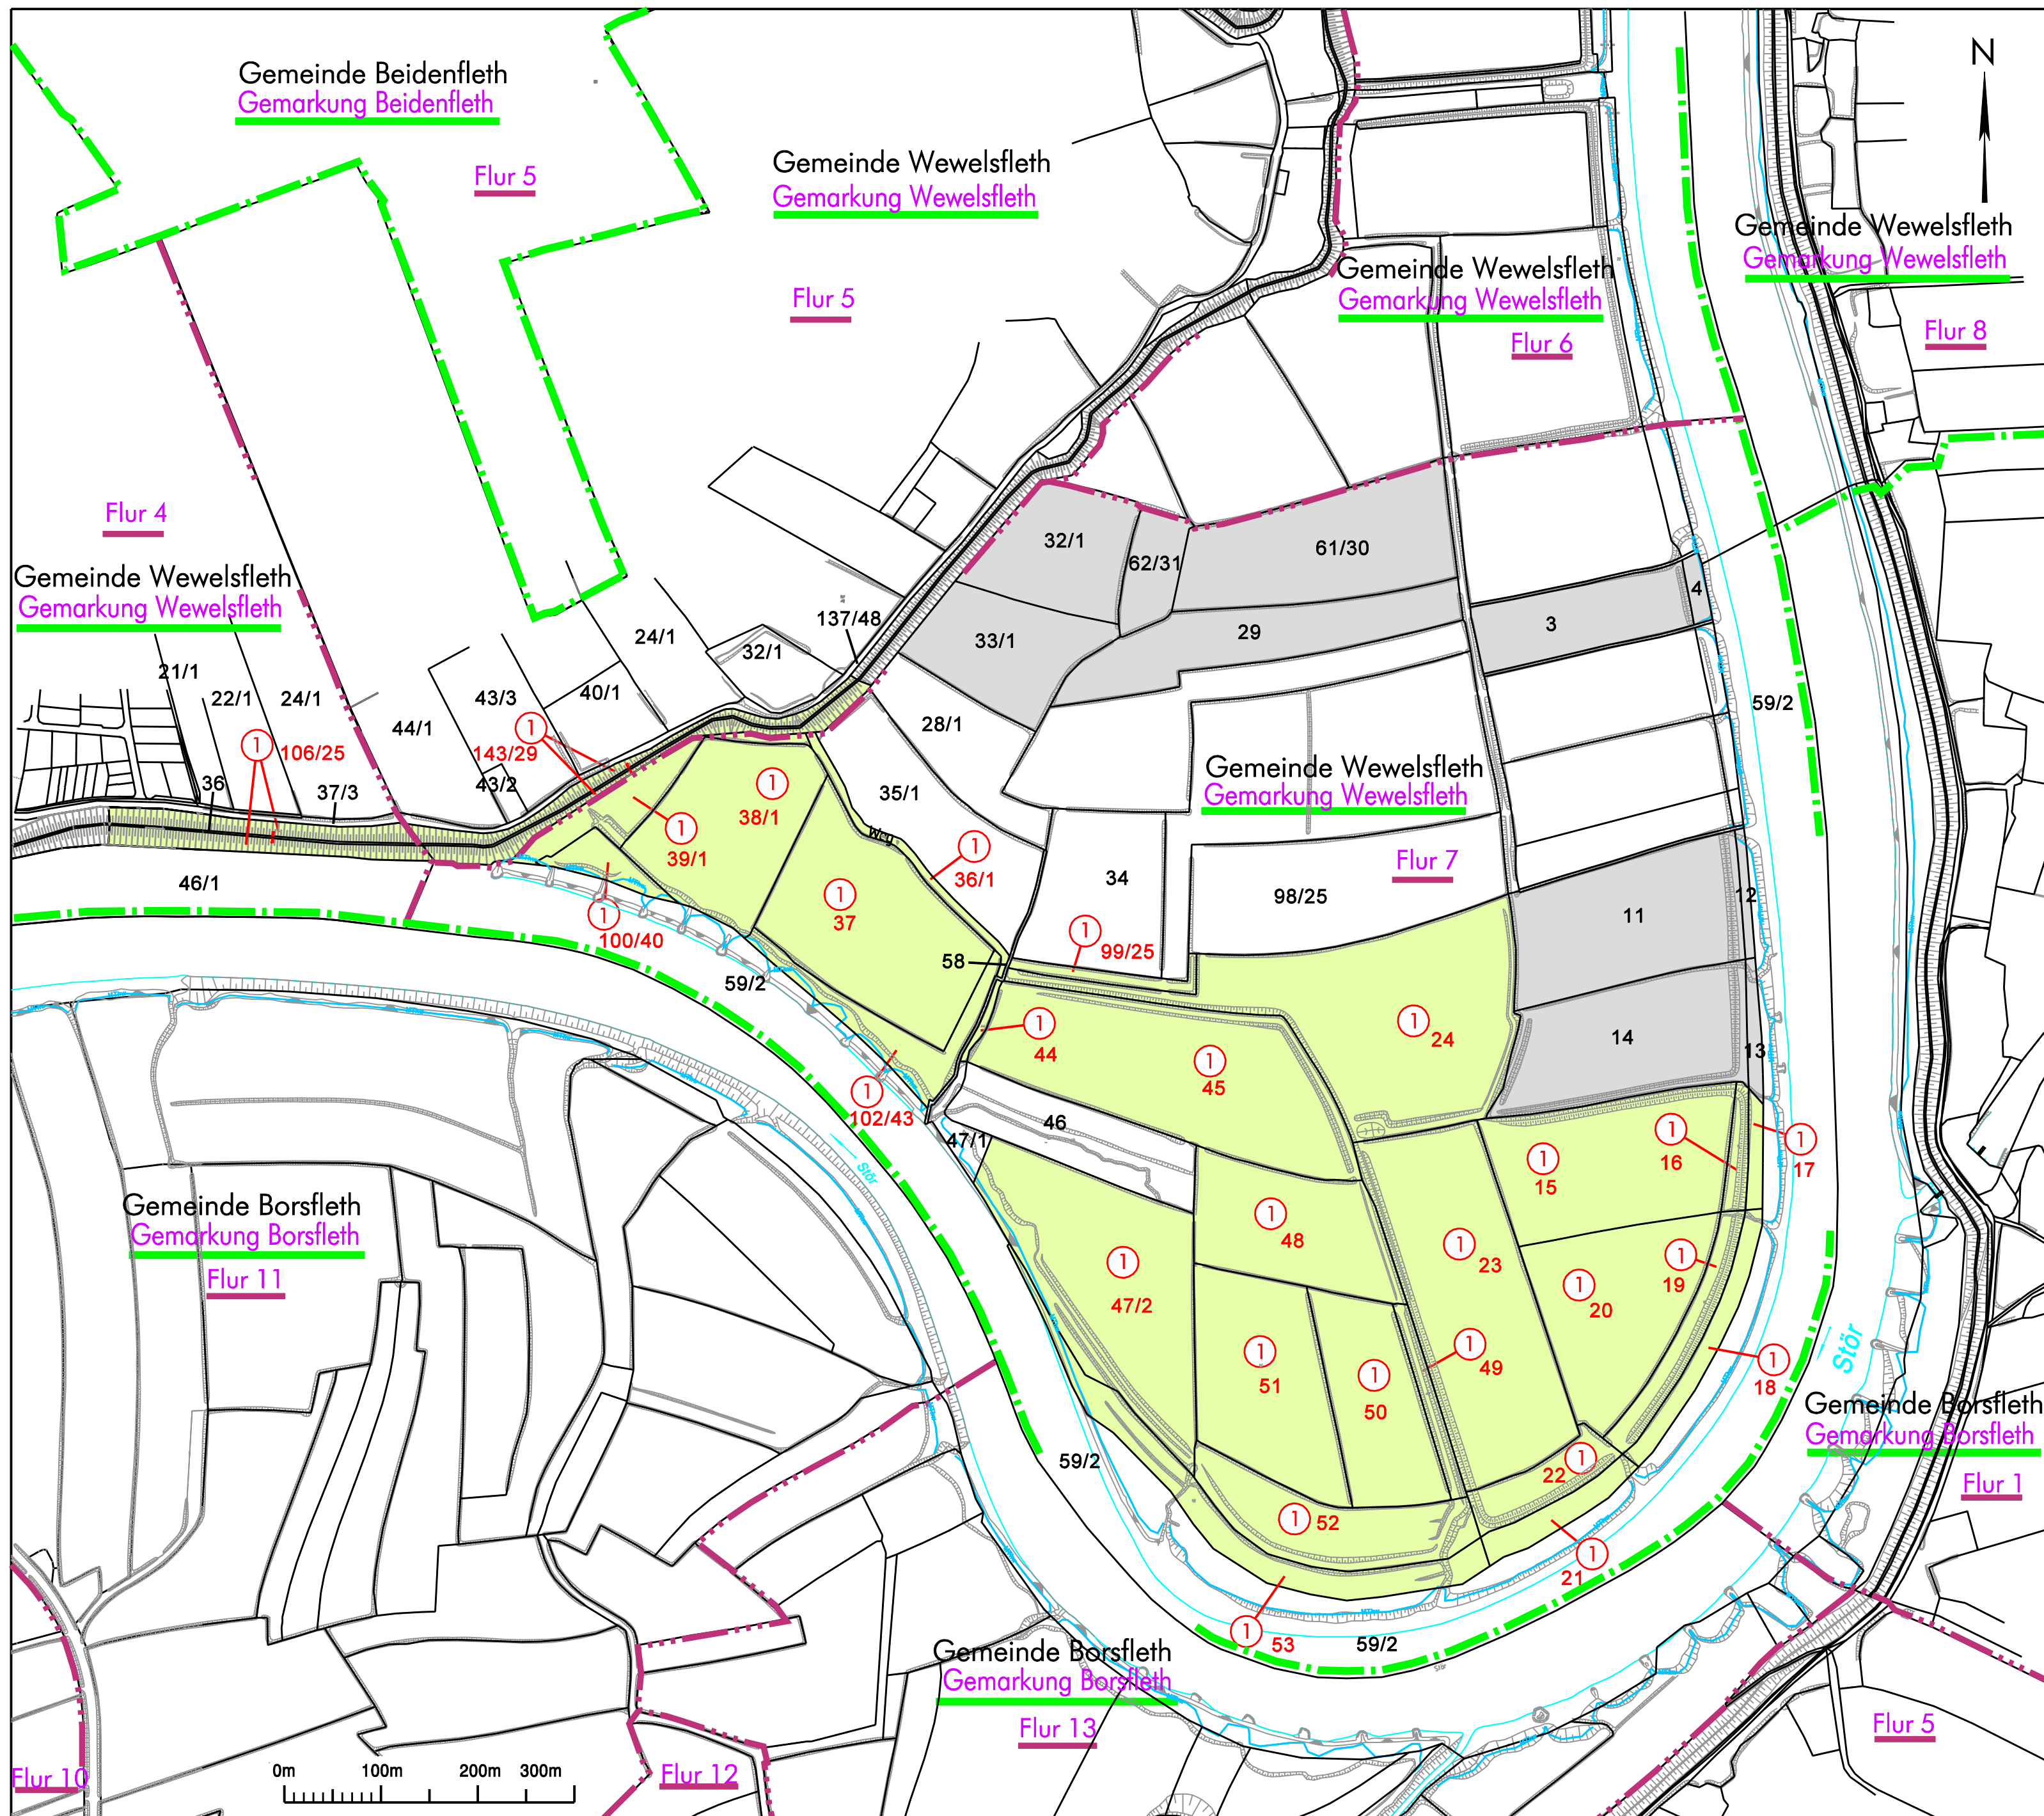 N
Gemeinde Beidenfleth
Gemarkung Beidenfleth
Flur 5
Gemeinde Wewelsfleth
Gemarkung Wewelsfleth
Flur 5
Gemeinde Wewelsfleth
Gemarkung Wewelsfleth
Flur 8
Gemeinde Wewelsfleth
Gemarkung Wewelsfleth
Flur 6
Flur 4
Gemeinde Wewelsfleth
Gemarkung Wewelsfleth
32/1
62/31
61/30
4
3
29
33/1
137/48
24/1
32/1
21/1
22/1
24/1
43/3
40/1
44/1
28/1
59/2
1
106/25
1
143/29
36
37/3
43/2
35/1
Gemeinde Wewelsfleth
Gemarkung Wewelsfleth
Flur 7
1
38/1
1
39/1
1
36/1
34
98/25
46/1
1
37
1
100/40
11
12
1
99/25
58
59/2
1
44
1
45
1
24
14
13
1
102/43
46
47/1
Stör
1
15
1
16
1
17
Gemeinde Borsfleth
Gemarkung Borsfleth
Flur 11
1
48
1
23
1
47/2
1
20
1
19
1
51
1
50
1
49
1
18
Stör
Gemeinde Borsfleth
Gemarkung Borsfleth
Flur 1
59/2
1
22
1
52
1
21
1
53
59/2
Stör
Gemeinde Borsfleth
Gemarkung Borsfleth
Flur 13
Flur 5
Flur 10
0m
100m
200m
300m
Flur 12